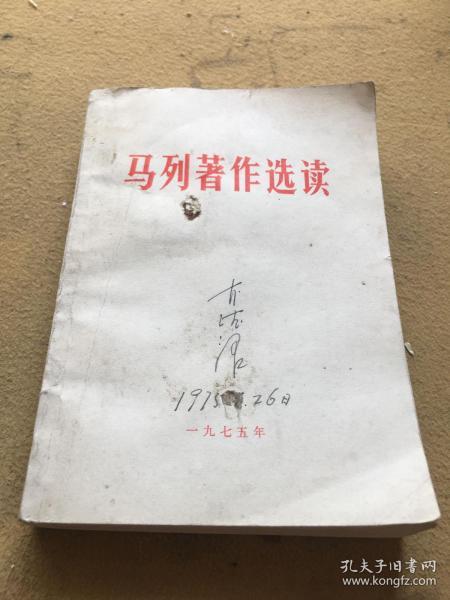 马列著作选读
1975 26日
一九七五年
孔夫子旧书网
www.kongfz.com